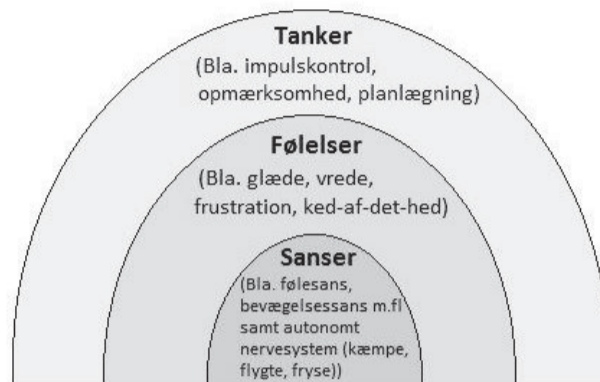 Tanker
(Bla. impulskontrol,
opmærksomhed, planlægning)
Følelser
(Bla. glæde, vrede,
frustration, ked-af-det-hed)
Sanser
(Bla. følesans,
bevægelsessans m.fl
samt autonomt
nervesystem (kæmpe,
flygte, fryse))